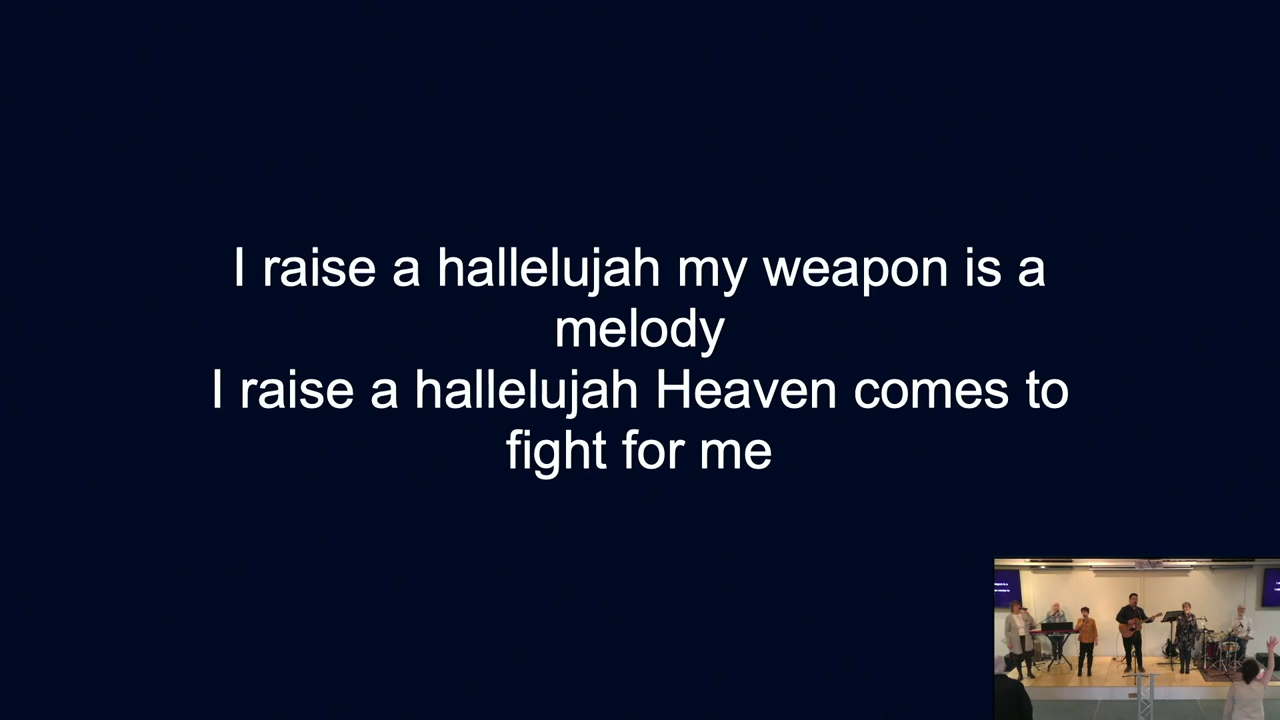 I raise a hallelujah my weapon is a
melody
I raise a hallelujah Heaven comes to
fight for me